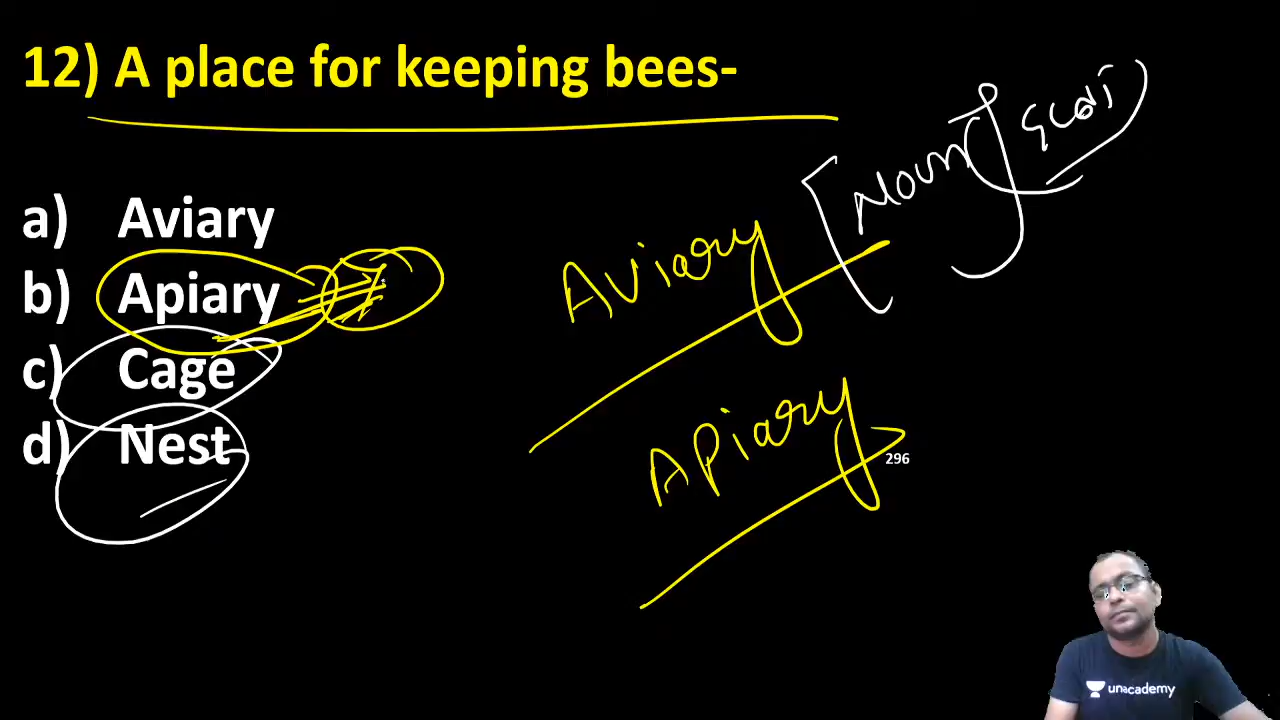 12) A place for keeping bees-
a) Aviary
b) Apiary
c) Cage
d) Nest
Noun
Aviary
Apiary
296
unacademy